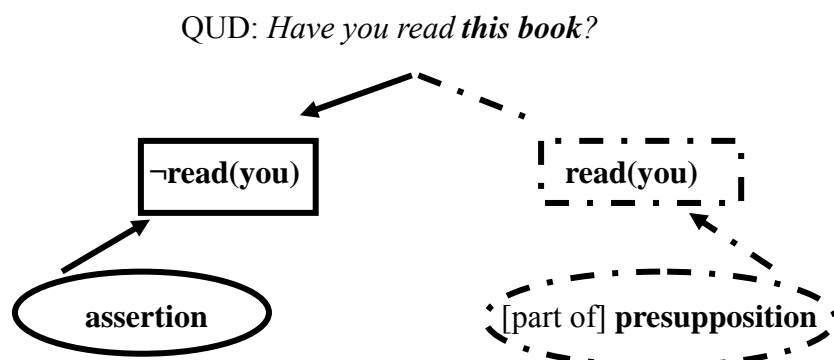 QUD: Have you read this book?
¬read(you)
read(you)
assertion
[part of] presupposition